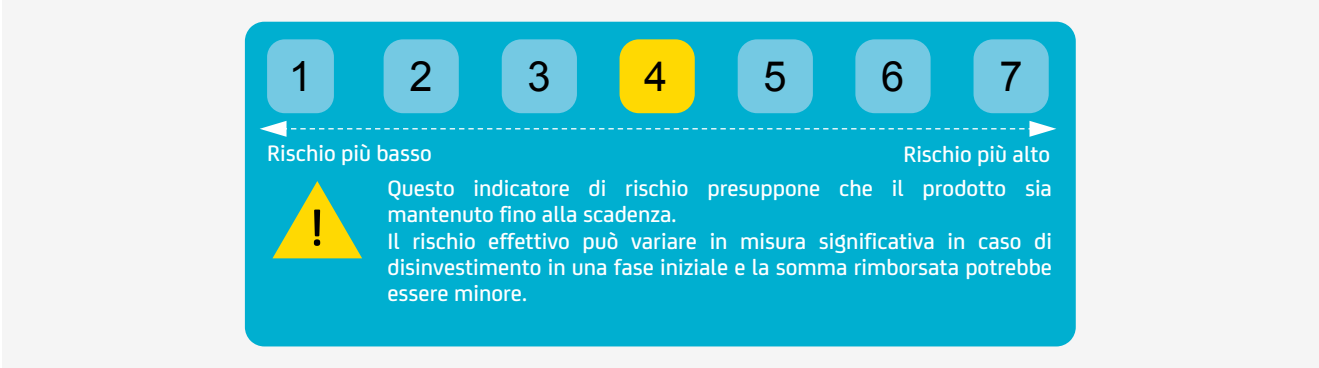 1 2 3 4 5 6 7
Rischio più basso Rischio più alto
!
Questo indicatore di rischio presuppone che il prodotto sia
mantenuto fino alla scadenza.
Il rischio effettivo può variare in misura significativa in caso di
disinvestimento in una fase iniziale e la somma rimborsata potrebbe
essere minore.